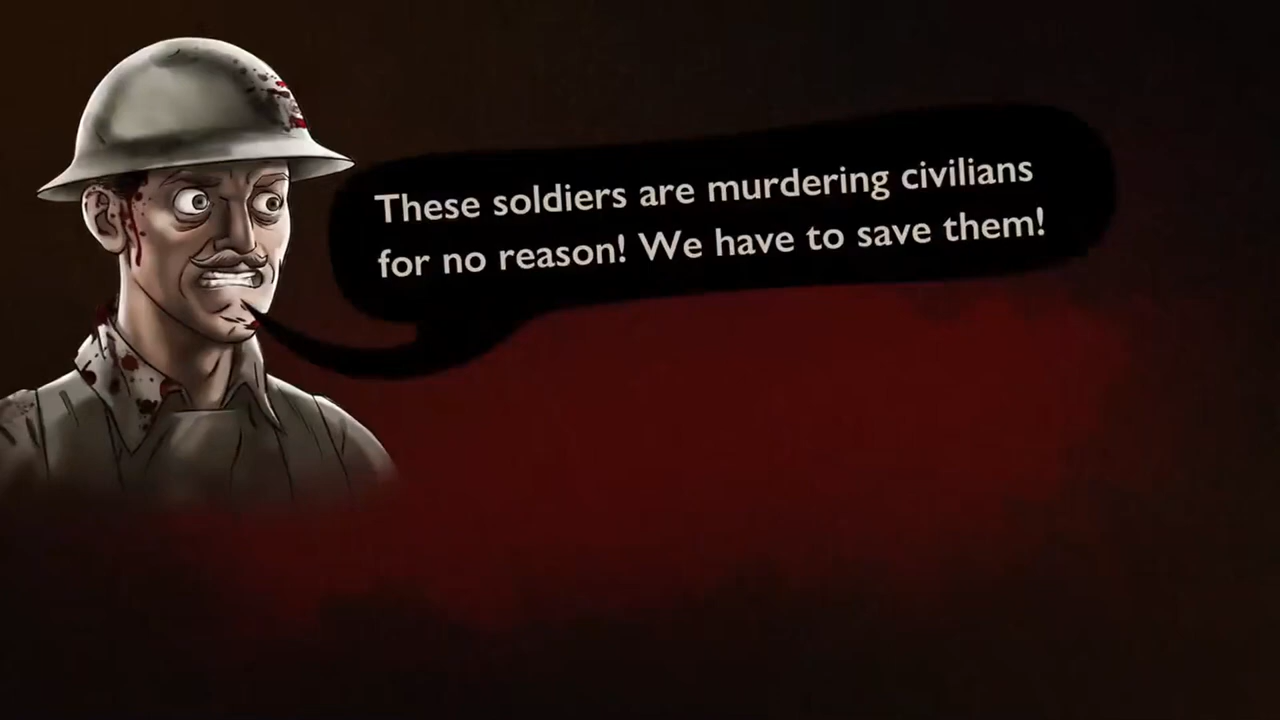 These soldiers are murdering civilians
for no reason! We have to save them!